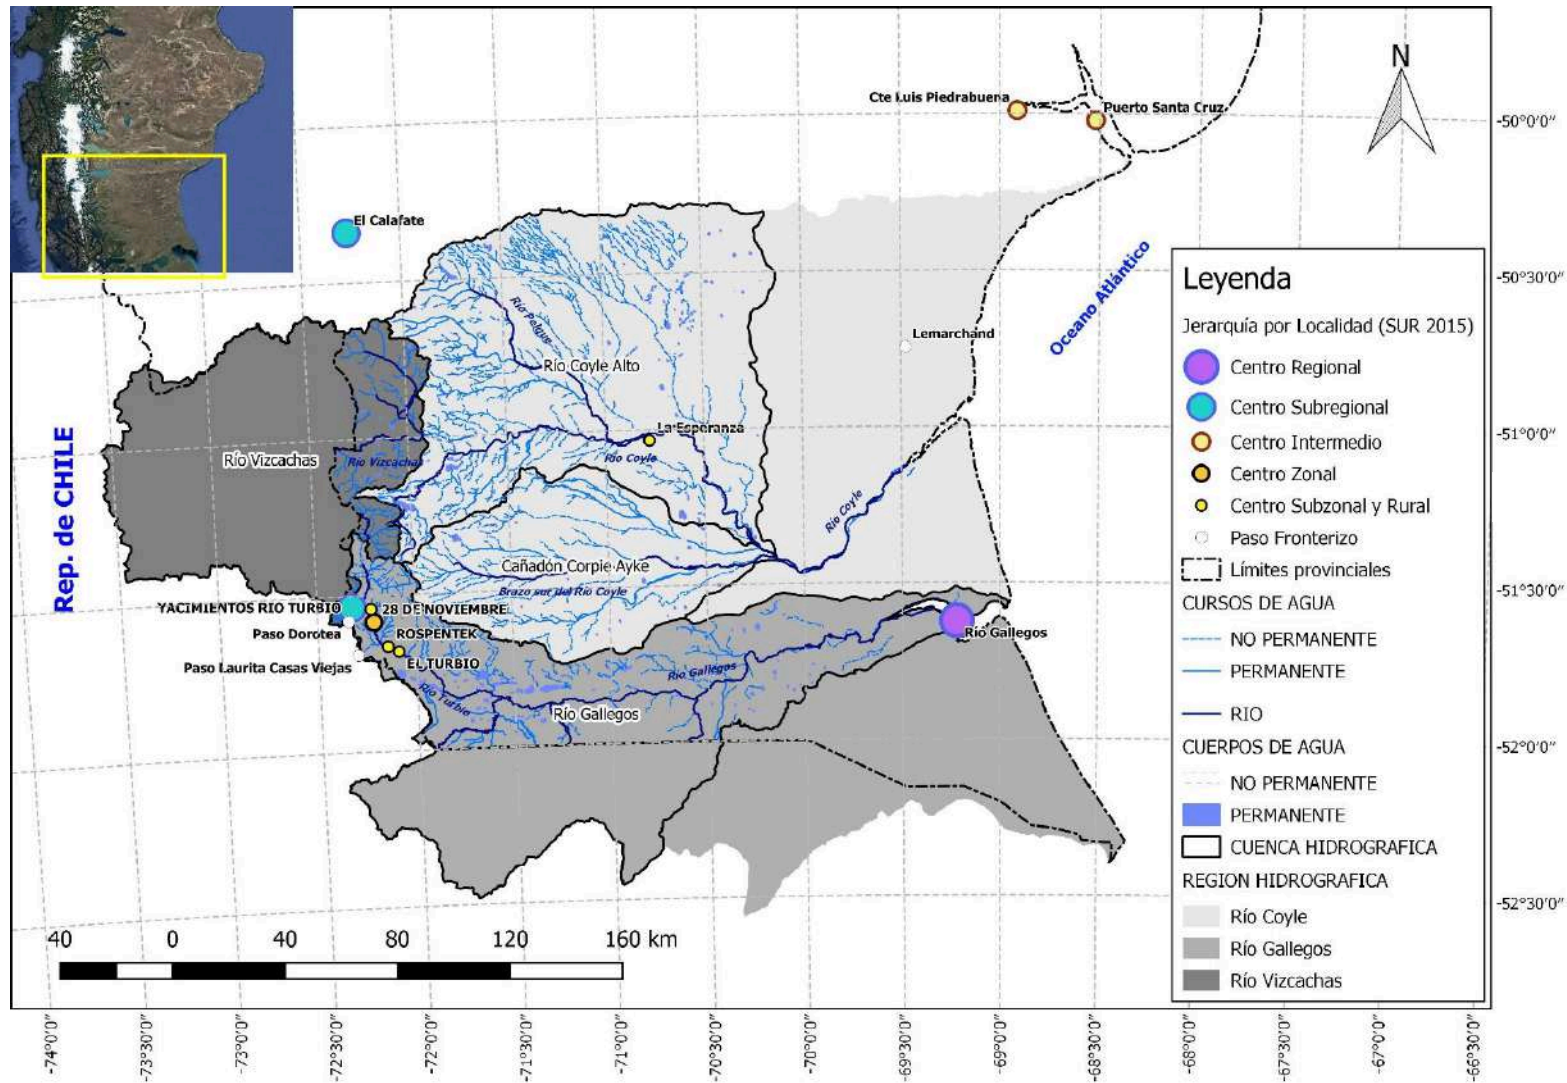 N
Cte Luis Piedrabuena
Puerto Santa Cruz
El Calafate
Oceano Atlántico
Lemarchand
Río Pelque
Río Coyle Alto
La Esperanza
Río Coyle
Río Vizcachas
Río Vizcachas
Río Coyle
Rep. de CHILE
Cañadón Corpie Ayke
Brazo sur del Río Coyle
YACIMIENTOS RIO TURBIO
28 DE NOVIEMBRE
Paso Dorotea
ROSPENTEK
Río Gallegos
EL TURBIO
Paso Laurita Casas Viejas
Río Gallegos
Río Turbio
Río Gallegos
40 0 40 80 120 160 km
-50°0'0"
-50°30'0"
-51°0'0"
-51°30'0"
-52°0'0"
-52°30'0"
-74°0'0"
-73°30'0"
-73°0'0"
-72°30'0"
-72°0'0"
-71°30'0"
-71°0'0"
-70°30'0"
-70°0'0"
-69°30'0"
-69°0'0"
-68°30'0"
-68°0'0"
-67°30'0"
-67°0'0"
-66°30'0"
Leyenda
Jerarquía por Localidad (SUR 2015)
Centro Regional
Centro Subregional
Centro Intermedio
Centro Zonal
Centro Subzonal y Rural
Paso Fronterizo
Límites provinciales
CURSOS DE AGUA
NO PERMANENTE
PERMANENTE
RIO
CUERPOS DE AGUA
NO PERMANENTE
PERMANENTE
CUENCA HIDROGRAFICA
REGION HIDROGRAFICA
Río Coyle
Río Gallegos
Río Vizcachas